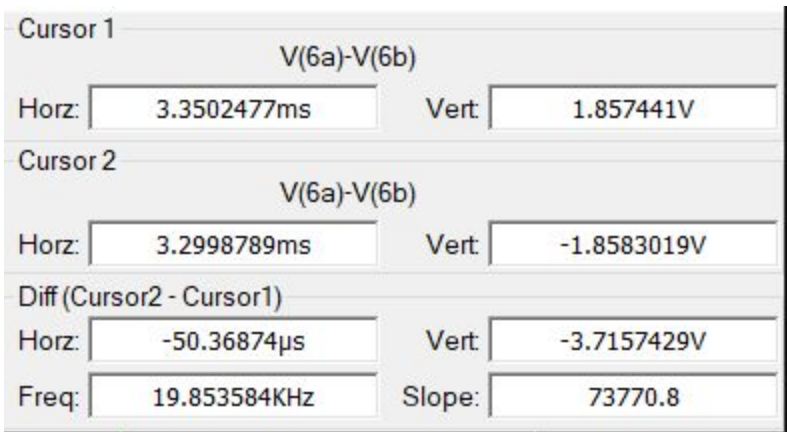 Cursor 1
V(6a)-V(6b)
Horz: 3.3502477ms Vert: 1.857441V
Cursor 2
V(6a)-V(6b)
Horz: 3.2998789ms Vert: -1.8583019V
Diff (Cursor2 - Cursor1)
Horz: -50.36874µs Vert: -3.7157429V
Freq: 19.853584KHz Slope: 73770.8